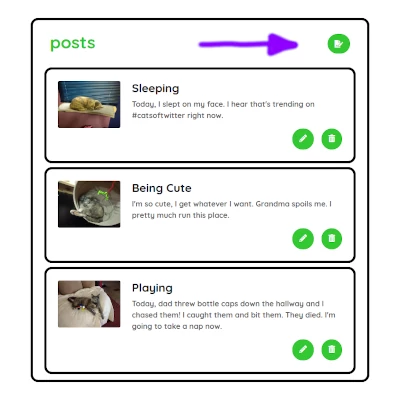 posts
Sleeping
Today, I slept on my face. I hear that's trending on
#catsoftwitter right now.
Being Cute
I'm so cute, I get whatever I want. Grandma spoils me. I
pretty much run this place.
Playing
Today, dad threw bottle caps down the hallway and I
chased them! I caught them and bit them. They died. I'm
going to take a nap now.